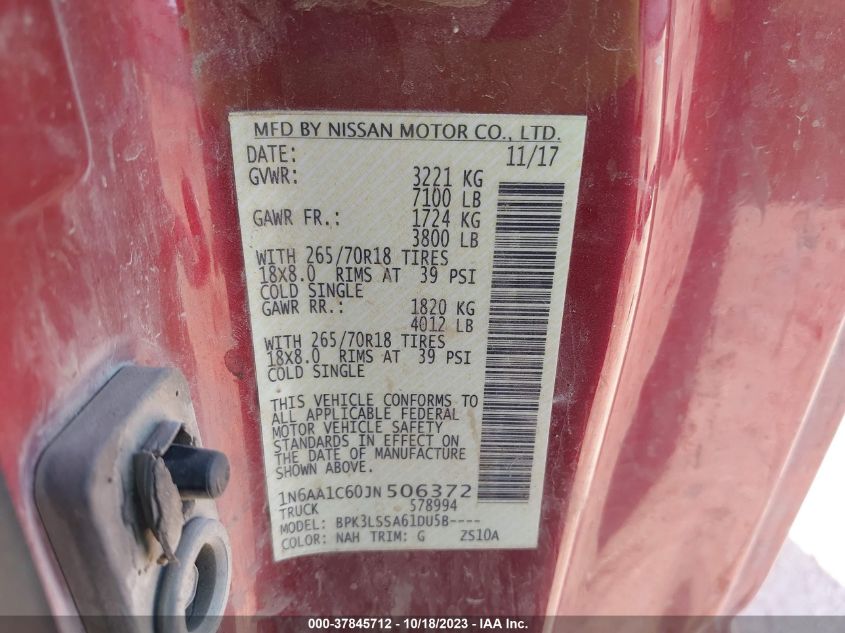 MFD BY NISSAN MOTOR CO., LTD.
DATE: 11/17
GVWR: 3221 KG
7100 LB
GAWR FR.: 1724 KG
3800 LB
WITH 265/70R18 TIRES
18X8.0 RIMS AT 39 PSI
COLD SINGLE
GAWR RR.: 1820 KG
4012 LB
WITH 265/70R18 TIRES
18X8.0 RIMS AT 39 PSI
COLD SINGLE
THIS VEHICLE CONFORMS TO
ALL APPLICABLE FEDERAL
MOTOR VEHICLE SAFETY
STANDARDS IN EFFECT ON
THE DATE OF MANUFACTURE
SHOWN ABOVE.
1N6AA1C60JN506372
TRUCK 578994
MODEL: BPK3LSSA61DU5B----
COLOR: NAH TRIM: G ZS10A
000-37845712 - 10/18/2023 - IAA Inc.